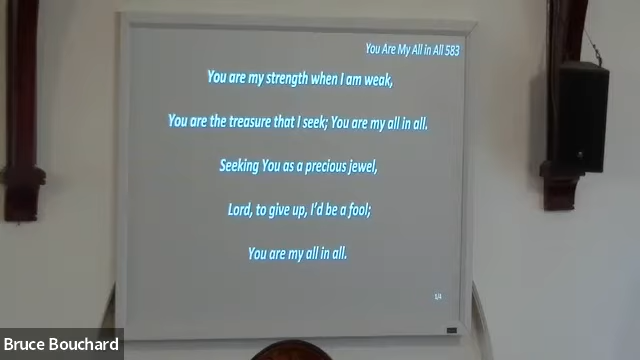 You Are My All in All 583
You are my strength when I am weak,
You are the treasure that I seek; You are my all in all.
Seeking You as a precious jewel,
Lord, to give up, I'd be a fool;
You are my all in all.
1/4
Bruce Bouchard